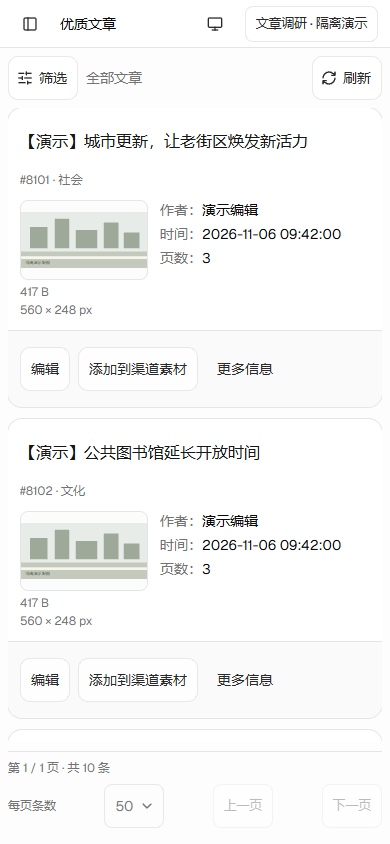 优质文章
文章调研 · 隔离演示
筛选
全部文章
刷新
【演示】城市更新，让老街区焕发新活力
#8101 · 社会
作者：演示编辑
时间：2026-11-06 09:42:00
页数：3
417 B
560 × 248 px
编辑
添加到渠道素材
更多信息
【演示】公共图书馆延长开放时间
#8102 · 文化
作者：演示编辑
时间：2026-11-06 09:42:00
页数：3
417 B
560 × 248 px
编辑
添加到渠道素材
更多信息
第 1 / 1 页 · 共 10 条
每页条数
50
上一页
下一页